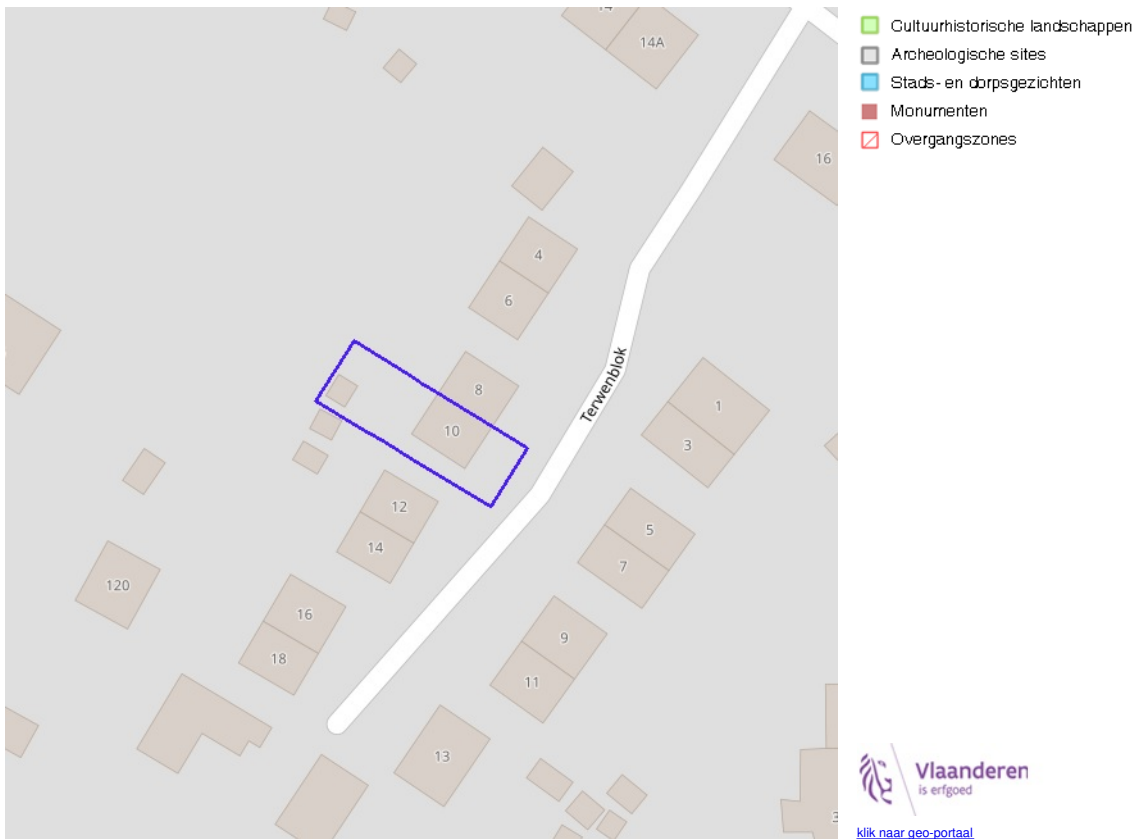 14
14A
16
4
6
8
10
Terwenblok
1
3
12
14
5
7
120
16
18
9
11
13
3
Cultuurhistorische landschappen
Archeologische sites
Stads- en dorpsgezichten
Monumenten
Overgangszones
Vlaanderen
is erfgoed
klik naar geo-portaal